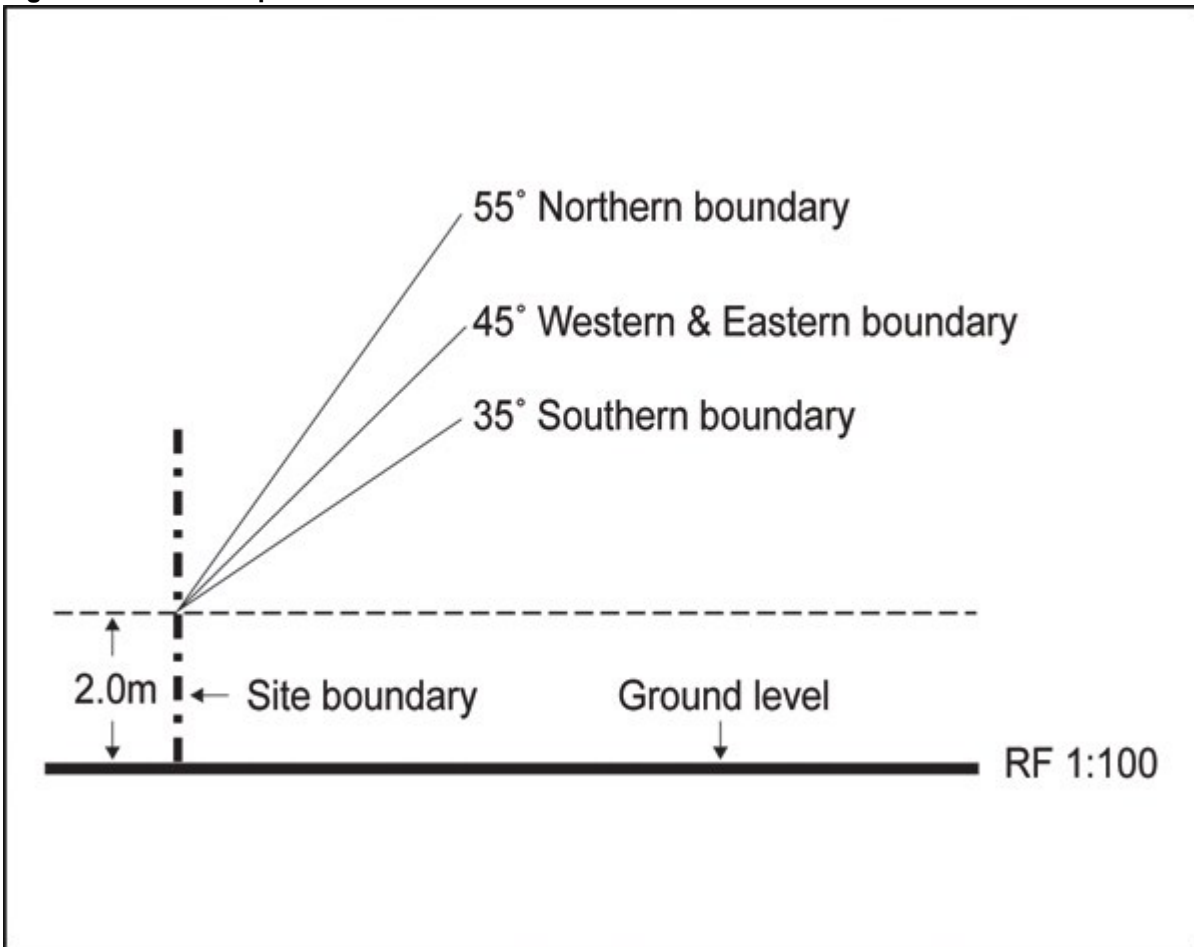 55° Northern boundary
45° Western & Eastern boundary
35° Southern boundary
2.0m
Site boundary
Ground level
RF 1:100